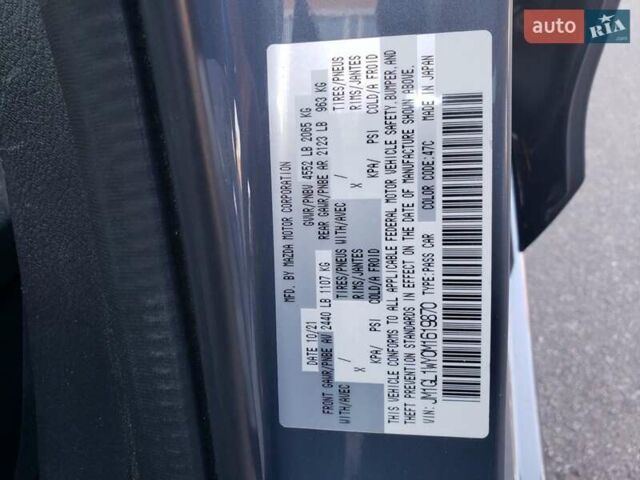 auto RIA .com
MFD. BY MAZDA MOTOR CORPORATION
DATE 10/21 GVWR/PNBV 4552 LB 2065 KG
FRONT GAWR/PNBE AV 2440 LB 1107 KG REAR GAWR/PNBE AR 2123 LB 963 KG
WITH/AVEC TIRES/PNEUS WITH/AVEC TIRES/PNEUS
X RIMS/JANTES X RIMS/JANTES
KPA/ PSI COLD/A FROID KPA/ PSI COLD/A FROID
THIS VEHICLE CONFORMS TO ALL APPLICABLE FEDERAL MOTOR VEHICLE SAFETY, BUMPER, AND
THEFT PREVENTION STANDARDS IN EFFECT ON THE DATE OF MANUFACTURE SHOWN ABOVE.
VIN: JM1GL1WY0M1619870 TYPE:PASS CAR COLOR CODE:47C MADE IN JAPAN